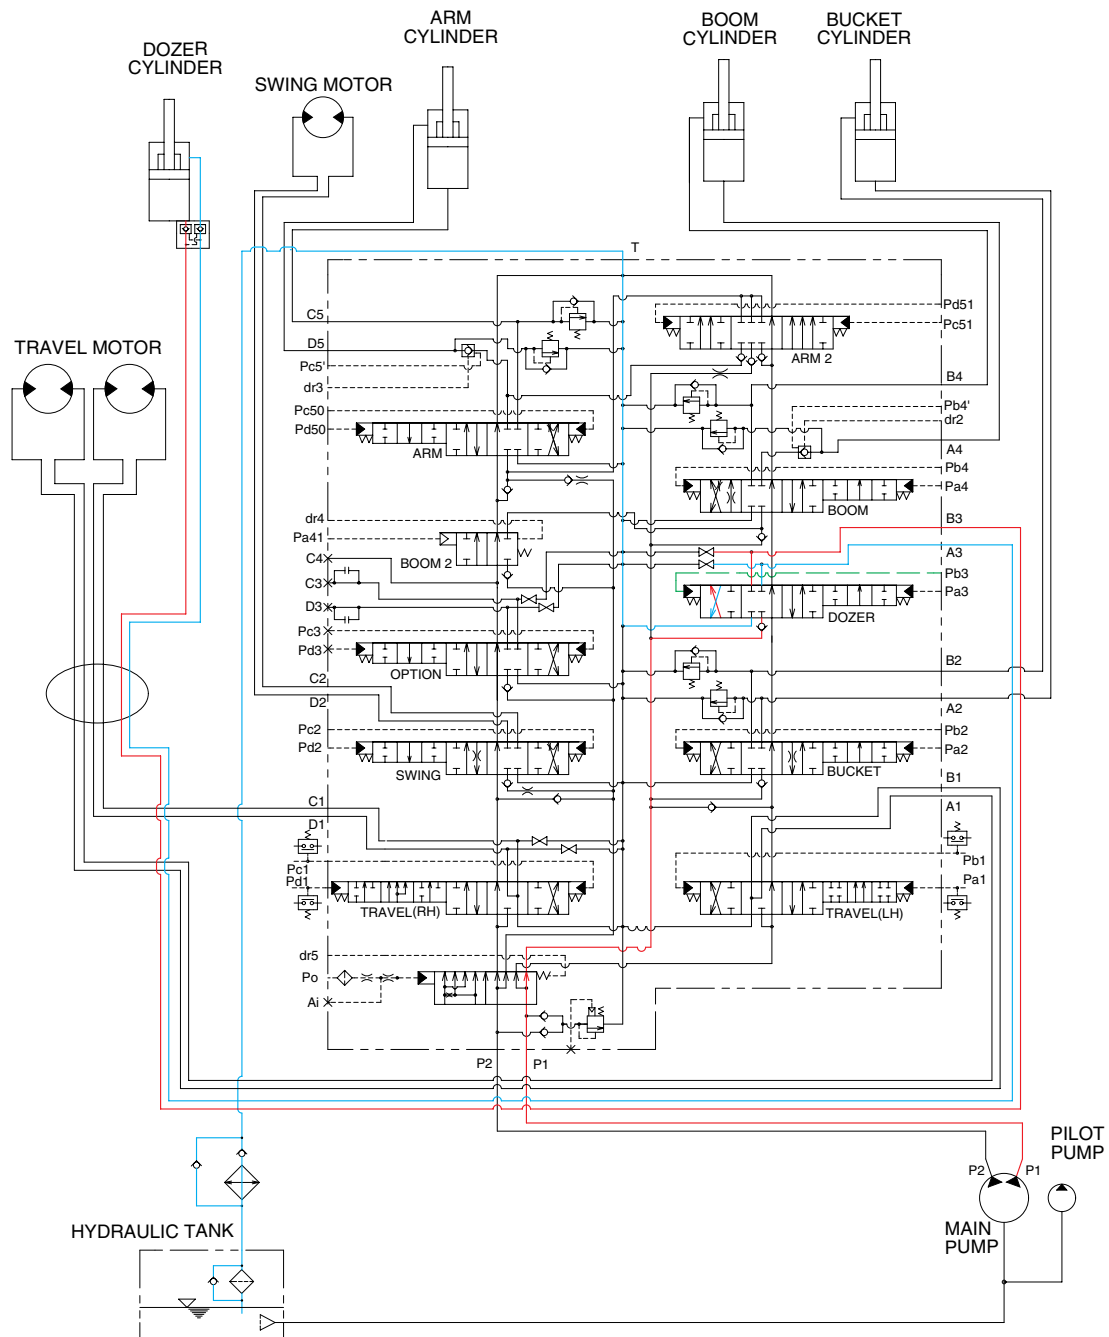 ARM
CYLINDER
BOOM
CYLINDER
BUCKET
CYLINDER
DOZER
CYLINDER
SWING MOTOR
TRAVEL MOTOR
T
C5
D5
Pc5'
dr3
Pc50
Pd50
ARM
dr4
Pa41
BOOM 2
C4
C3
D3
Pc3
Pd3
OPTION
C2
D2
Pc2
Pd2
SWING
C1
D1
Pc1
Pd1
TRAVEL(RH)
dr5
Po
Ai
Pd51
Pc51
ARM 2
B4
Pb4'
dr2
A4
Pb4
Pa4
BOOM
B3
A3
Pb3
Pa3
DOZER
B2
A2
Pb2
Pa2
BUCKET
B1
A1
Pb1
Pa1
TRAVEL(LH)
P2
P1
PILOT
PUMP
P2
P1
MAIN
PUMP
HYDRAULIC TANK